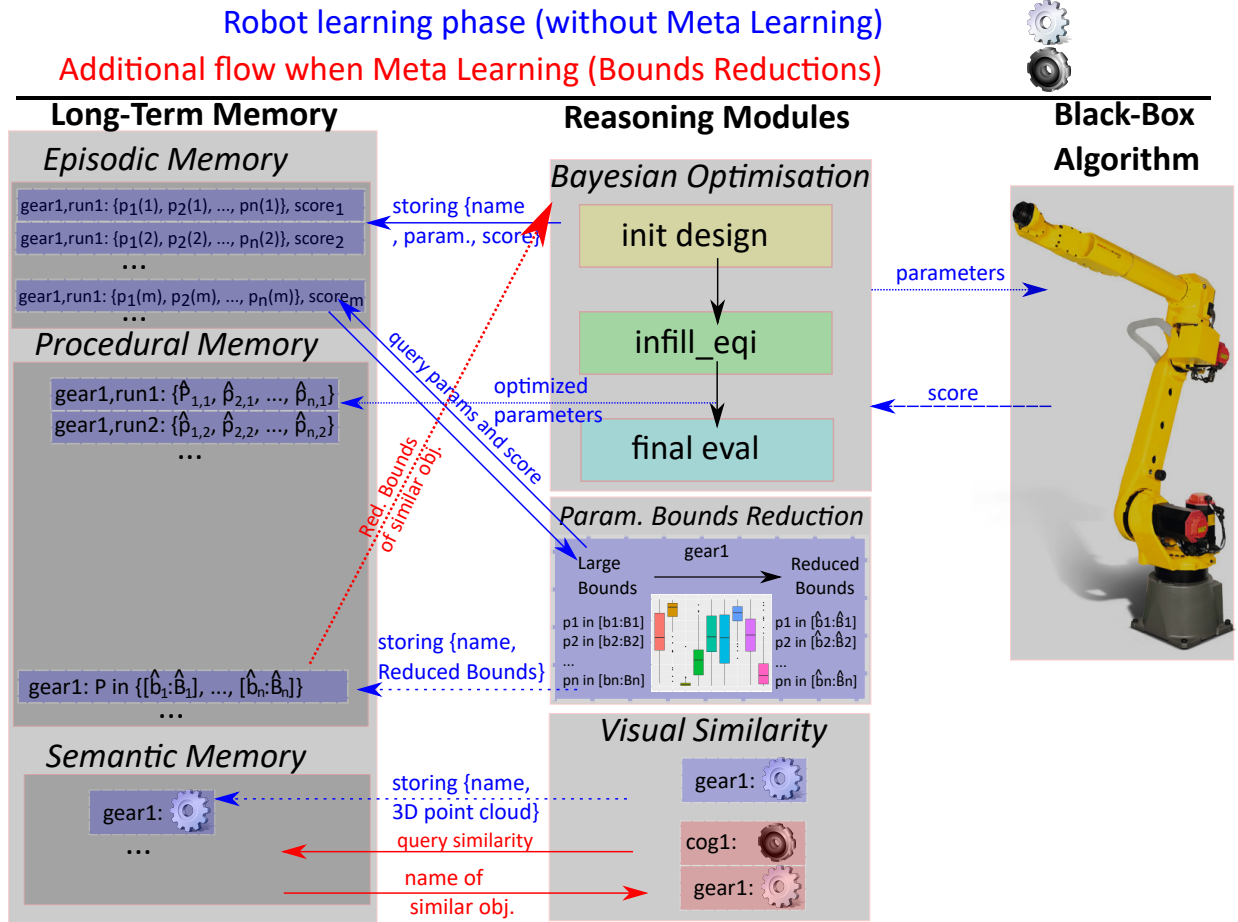 Robot learning phase (without Meta Learning)
Additional flow when Meta Learning (Bounds Reductions)
Long-Term Memory
Reasoning Modules
Black-Box
Algorithm
Episodic Memory
gear1,run1: {p₁(1), p₂(1), ..., pn(1)}, score₁
gear1,run1: {p₁(2), p₂(2), ..., pₙ(2)}, score₂
...
gear1,run1: {p₁(m), p₂(m), ..., pₙ(m)}, scoreₘ
...
Procedural Memory
gear1,run1: {P̂₁,₁, p̂₂,₁, ..., p̂ₙ,₁}
gear1,run2: {p̂₁,₂, p̂₂,₂, ..., p̂ₙ,₂}
...
gear1: P in {[b̂₁:B̂₁], ..., [b̂ₙ:B̂ₙ]}
...
Semantic Memory
gear1:
...
storing {name
, param., score}
query params and score
optimized
parameters
Red. Bounds
of similar obj.
storing {name,
Reduced Bounds}
storing {name,
3D point cloud}
query similarity
name of
similar obj.
Bayesian Optimisation
init design
infill_eqi
final eval
Param. Bounds Reduction
gear1
Large
Bounds
Reduced
Bounds
p1 in [b1:B1]
p2 in [b2:B2]
...
pn in [bn:Bn]
p1 in [b̂1:B̂1]
p2 in [b̂2:B̂2]
...
pn in [b̂n:B̂n]
Visual Similarity
gear1:
cog1:
gear1:
parameters
score